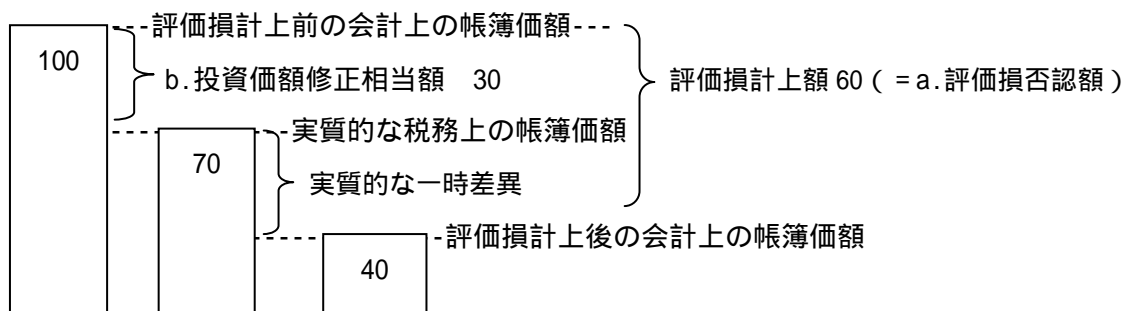 評価損計上前の会計上の帳簿価額
100
b.投資価額修正相当額 30
評価損計上額 60(=a.評価損否認額)
実質的な税務上の帳簿価額
70
実質的な一時差異
評価損計上後の会計上の帳簿価額
40